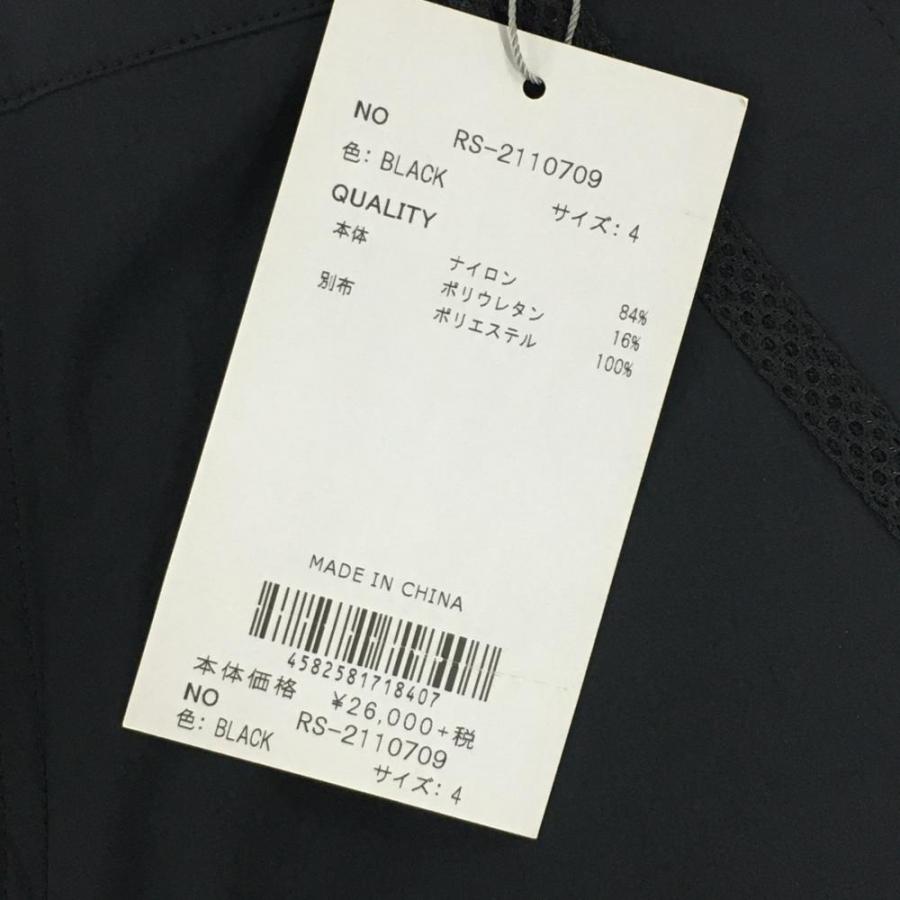 NO RS-2110709
色: BLACK サイズ: 4
QUALITY
本体 ナイロン 84%
ポリウレタン 16%
別布 ポリエステル 100%
MADE IN CHINA
4582581718407
本体価格 ¥26,000+税
NO RS-2110709
色: BLACK サイズ: 4